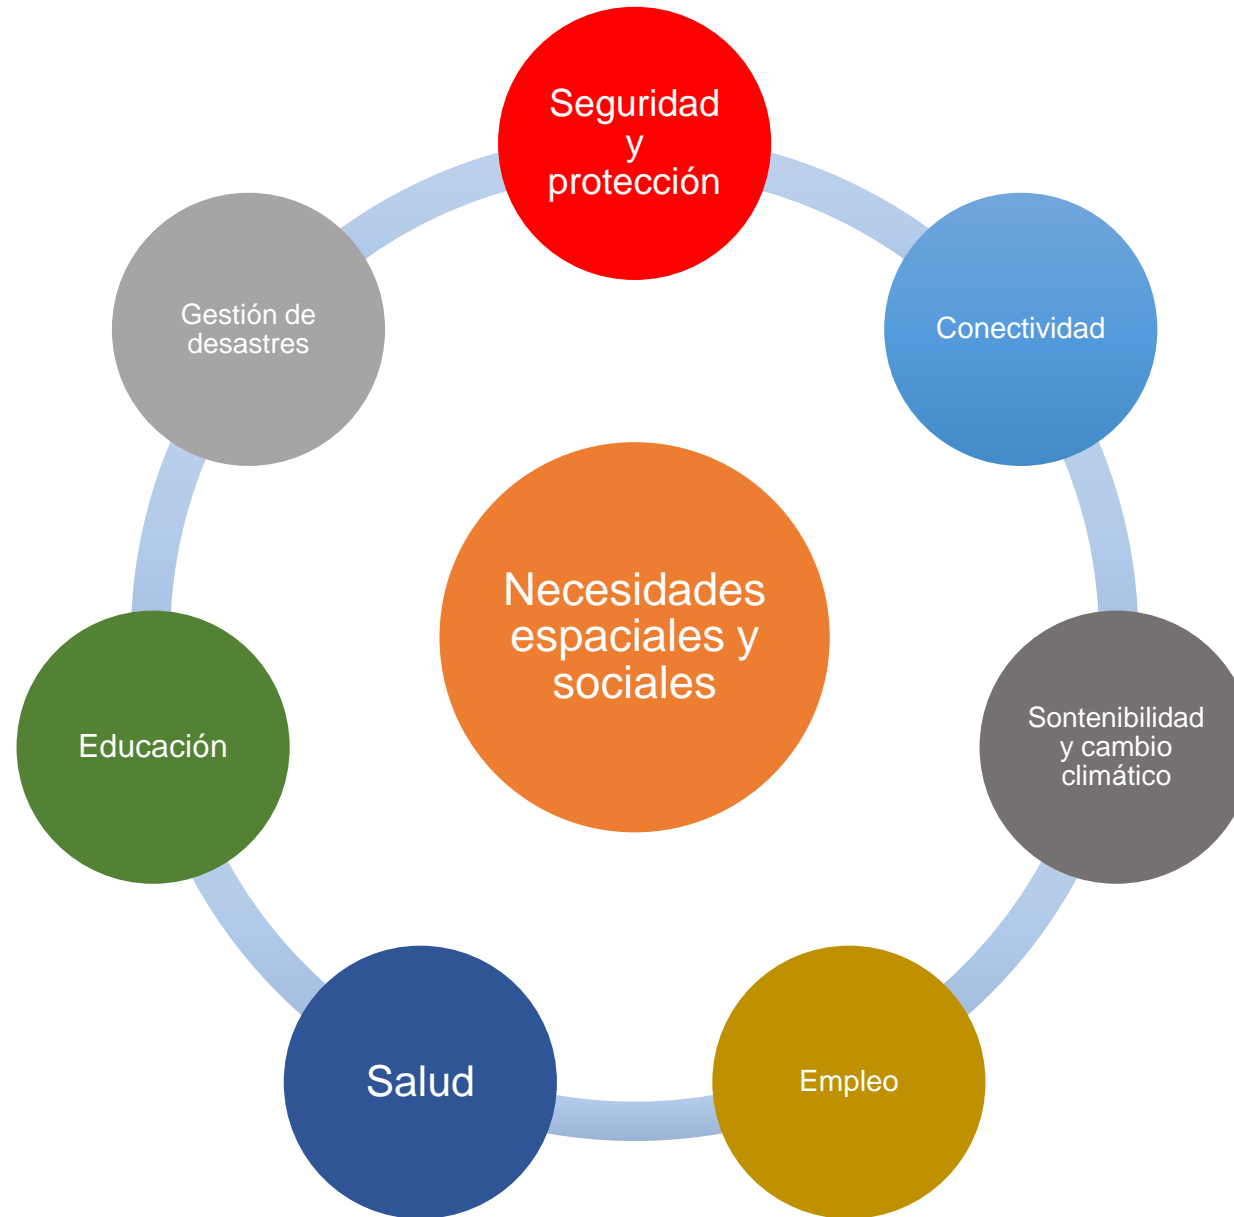 Seguridad
y
protección
Gestión de
desastres
Conectividad
Necesidades
espaciales y
sociales
Sontenibilidad
y cambio
climático
Educación
Salud
Empleo